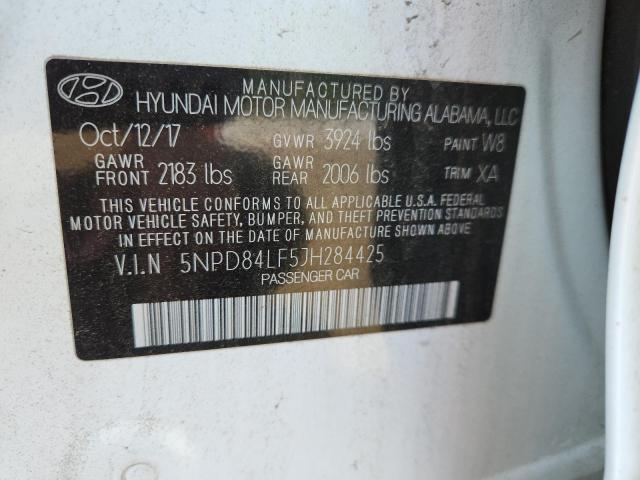 MANUFACTURED BY
HYUNDAI MOTOR MANUFACTURING ALABAMA, LLC
Oct/12/17 GVWR 3924 lbs PAINT W8
GAWR FRONT 2183 lbs GAWR REAR 2006 lbs TRIM XA
THIS VEHICLE CONFORMS TO ALL APPLICABLE U.S.A. FEDERAL
MOTOR VEHICLE SAFETY, BUMPER, AND THEFT PREVENTION STANDARDS
IN EFFECT ON THE DATE OF MANUFACTURE SHOWN ABOVE.
V.I.N 5NPD84LF5JH284425
PASSENGER CAR